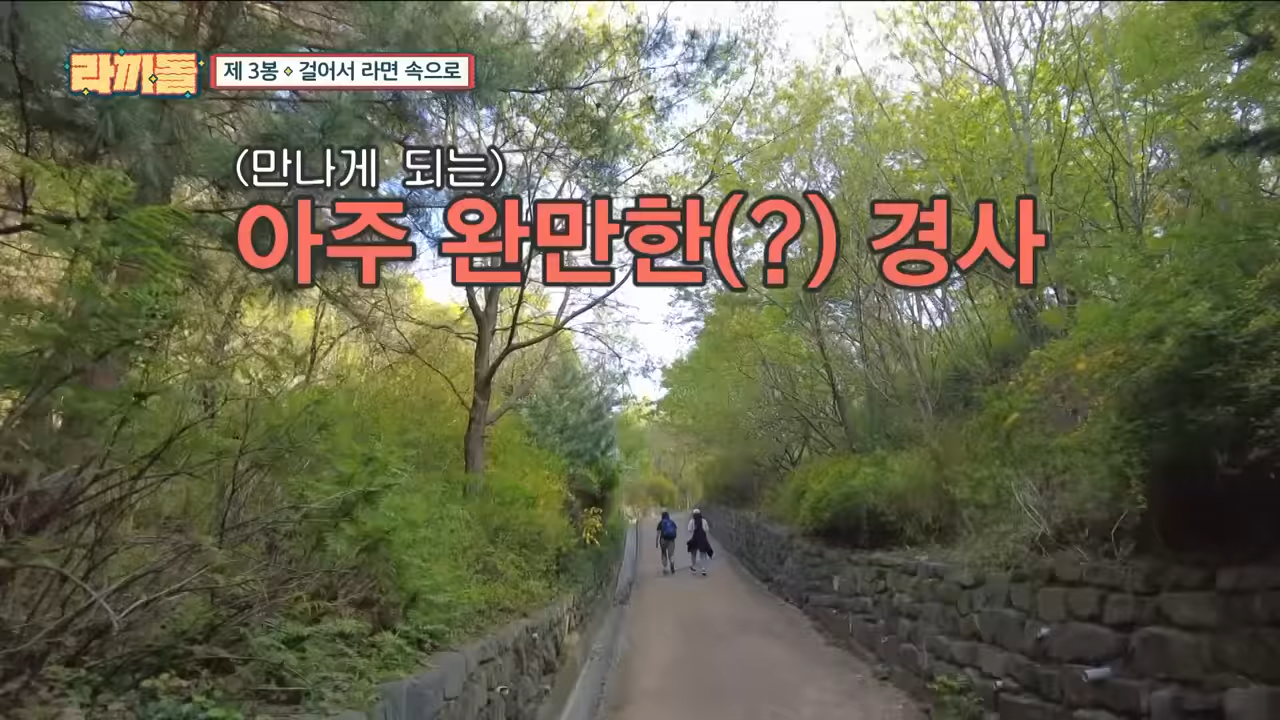 라끼남
제 3봉 ⋄ 걸어서 라면 속으로
(만나게 되는)
아주 완만한(?) 경사